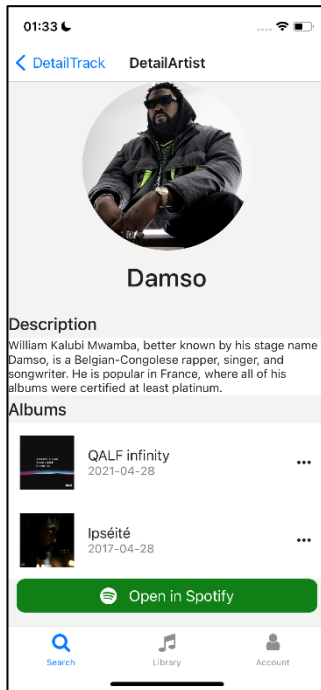 01:33
DetailTrack DetailArtist
Damso
Description
William Kalubi Mwamba, better known by his stage name
Damso, is a Belgian-Congolese rapper, singer, and
songwriter. He is popular in France, where all of his
albums were certified at least platinum.
Albums
QALF infinity
2021-04-28
Ipséité
2017-04-28
Open in Spotify
Search Library Account